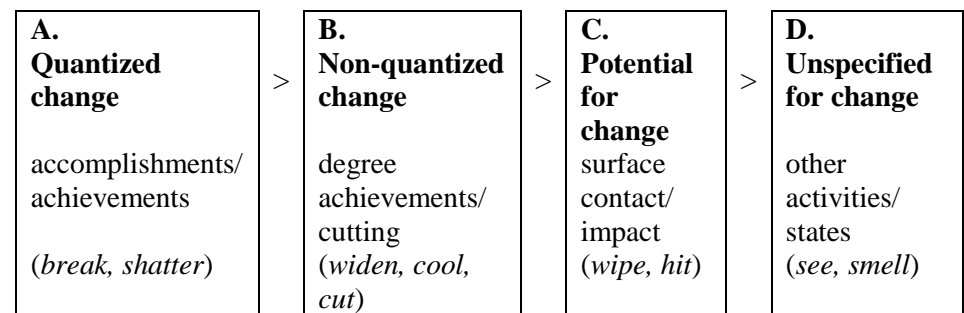 A.
Quantized
change
accomplishments/
achievements
(break, shatter)
>
B.
Non-quantized
change
degree
achievements/
cutting
(widen, cool,
cut)
>
C.
Potential
for
change
surface
contact/
impact
(wipe, hit)
>
D.
Unspecified
for change
other
activities/
states
(see, smell)